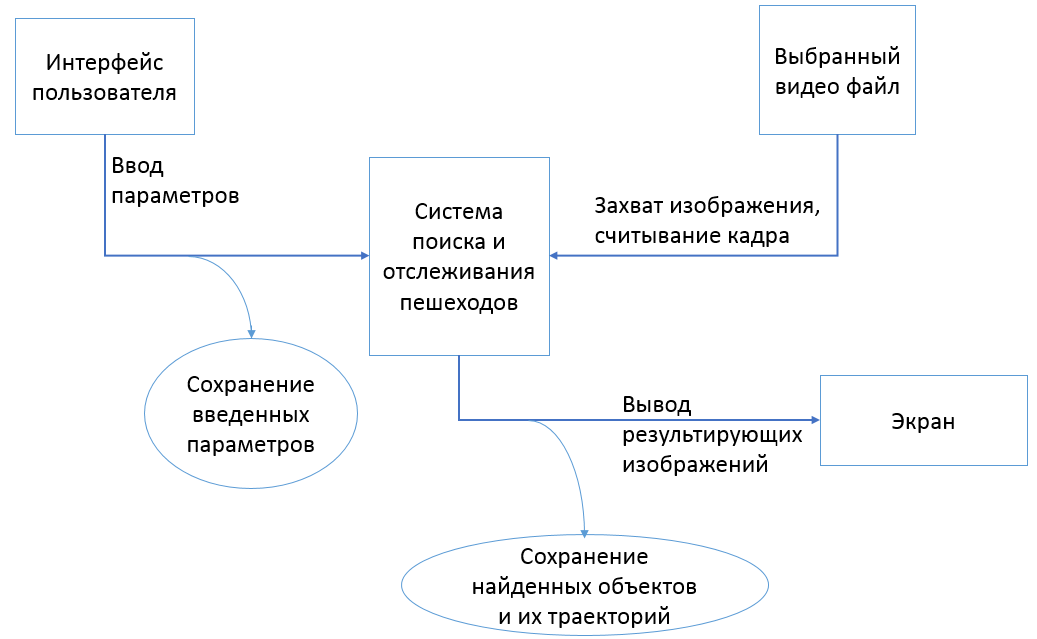 Интерфейс
пользователя
Выбранный
видео файл
Ввод
параметров
Система
поиска и
отслеживания
пешеходов
Захват изображения,
считывание кадра
Сохранение
введенных
параметров
Вывод
результирующих
изображений
Экран
Сохранение
найденных объектов
и их траекторий